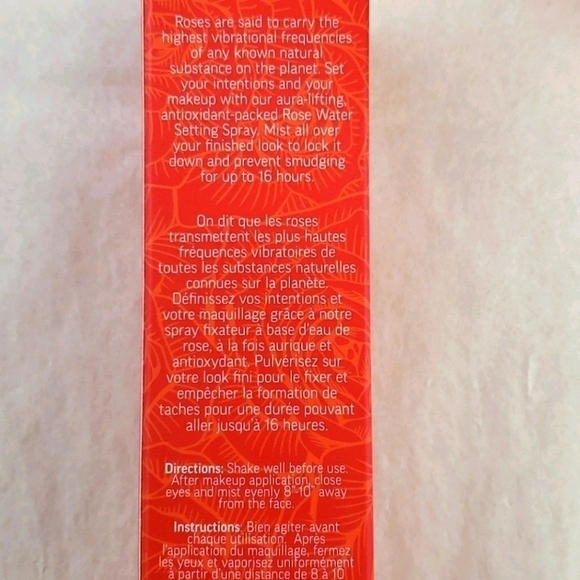 Roses are said to carry the
highest vibrational frequencies
of any known natural
substance on the planet. Set
your intentions and your
makeup with our aura-lifting,
antioxidant-packed Rose Water
Setting Spray. Mist all over
your finished look to lock it
down and prevent smudging
for up to 16 hours.
On dit que les roses
transmettent les plus hautes
fréquences vibratoires de
toutes les substances naturelles
connues sur la planète.
Définissez vos intentions et
votre maquillage grâce à notre
spray fixateur à base d'eau de
rose, à la fois aurique et
antioxydant. Pulvérisez sur
votre look fini pour le fixer et
empêcher la formation de
taches pour une durée pouvant
aller jusqu'à 16 heures.
Directions: Shake well before use.
After makeup application, close
eyes and mist evenly 8"-10" away
from the face.
Instructions: Bien agiter avant
chaque utilisation. Après
l'application du maquillage, fermez
les yeux et vaporisez uniformément
à partir d'une distance de 8 à 10